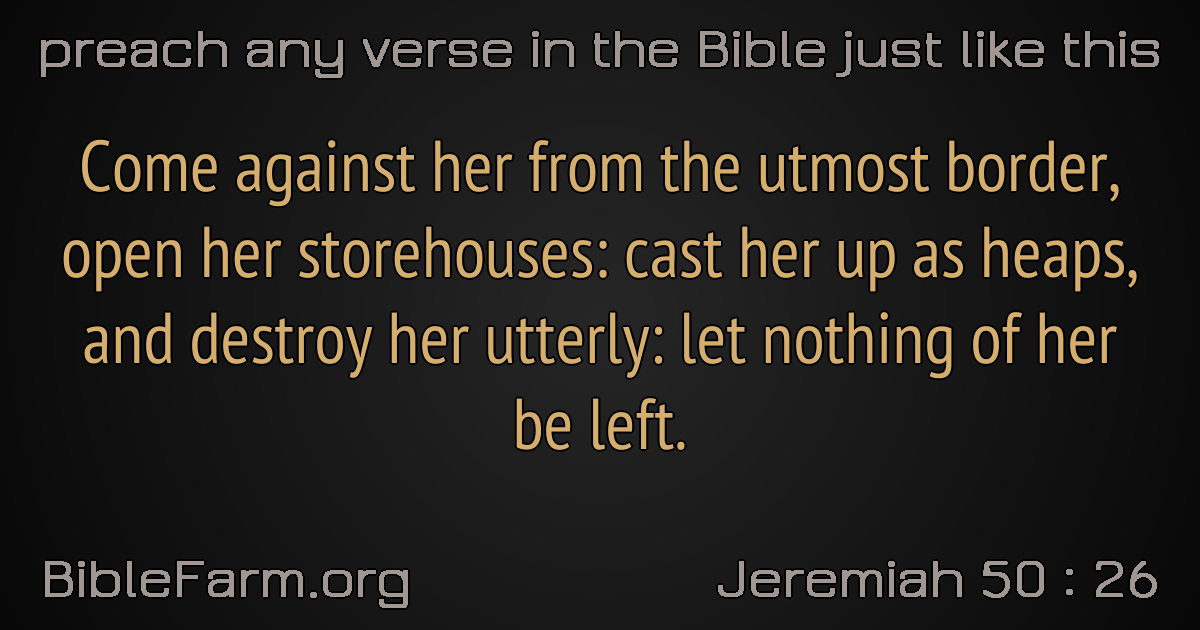 preach any verse in the Bible just like this
Come against her from the utmost border,
open her storehouses: cast her up as heaps,
and destroy her utterly: let nothing of her
be left.
BibleFarm.org
Jeremiah 50 : 26